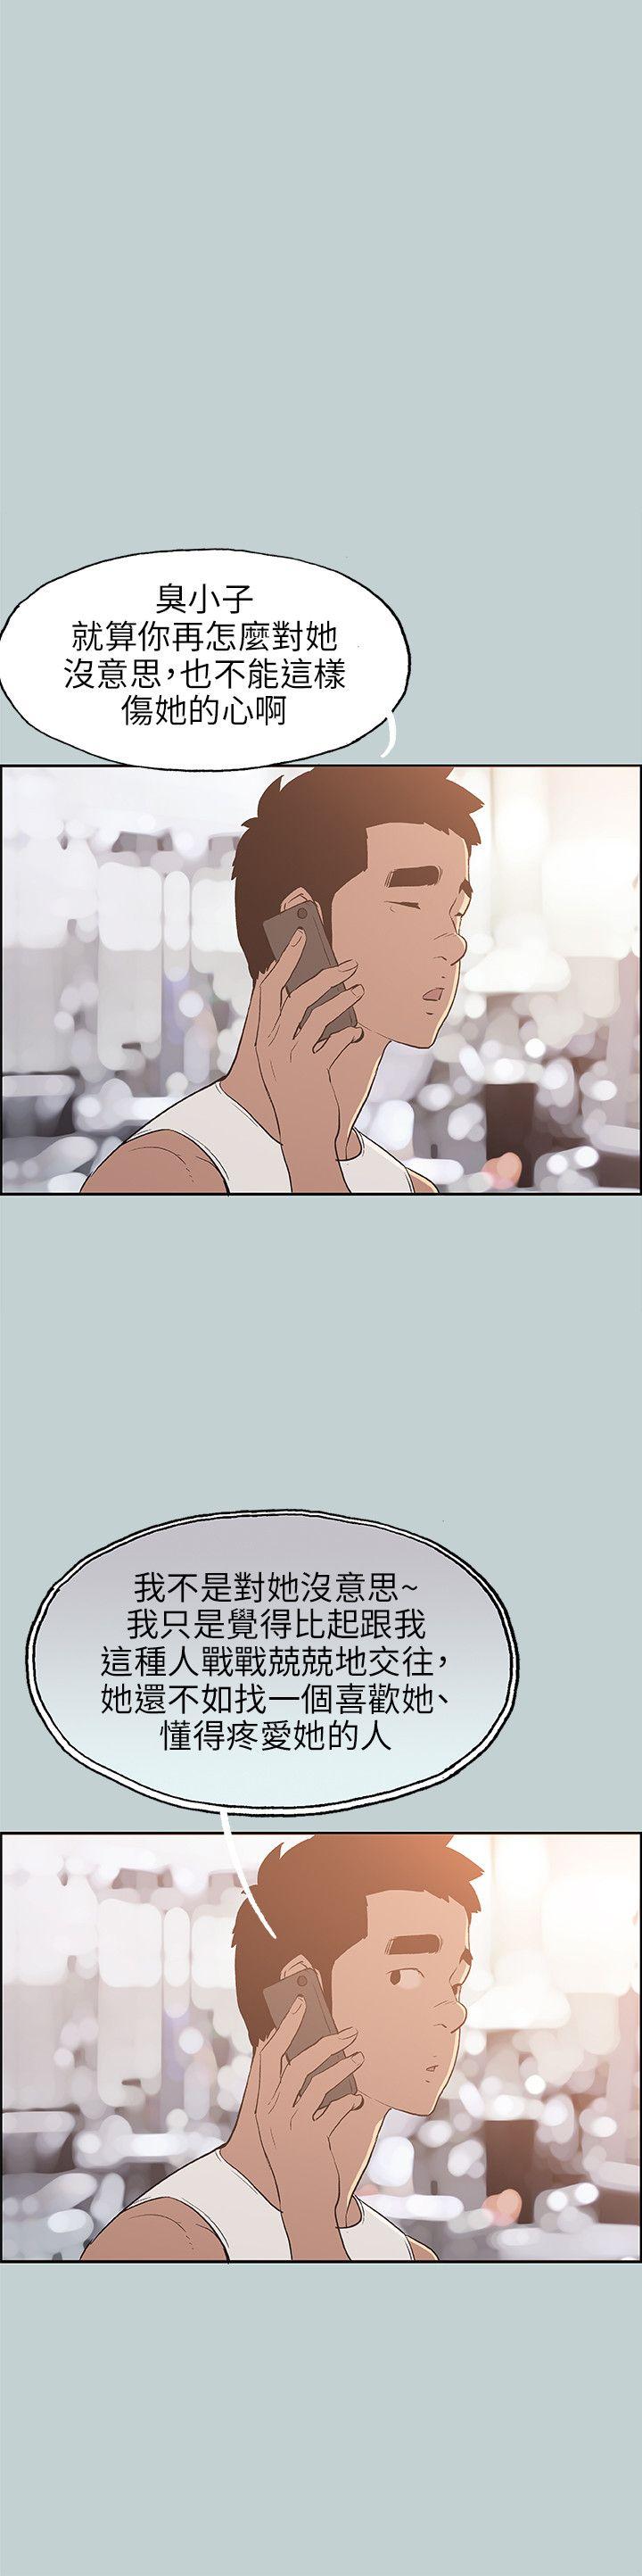 臭小子
就算你再怎麼對她
沒意思，也不能這樣
傷她的心啊
我不是對她沒意思~
我只是覺得比起跟我
這種人戰戰兢兢地交往，
她還不如找一個喜歡她、
懂得疼愛她的人